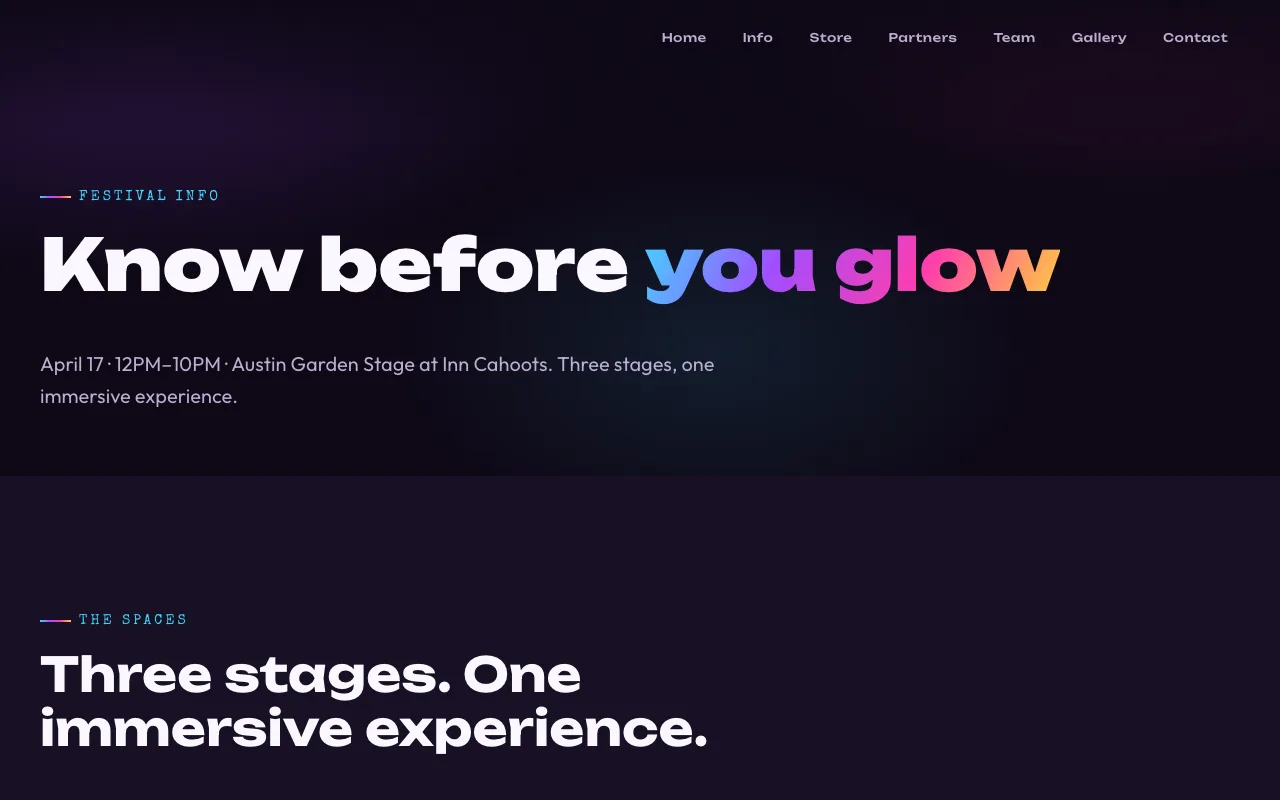 Home Info Store Partners Team Gallery Contact
FESTIVAL INFO
Know before you glow
April 17 · 12PM–10PM · Austin Garden Stage at Inn Cahoots. Three stages, one
immersive experience.
THE SPACES
Three stages. One
immersive experience.